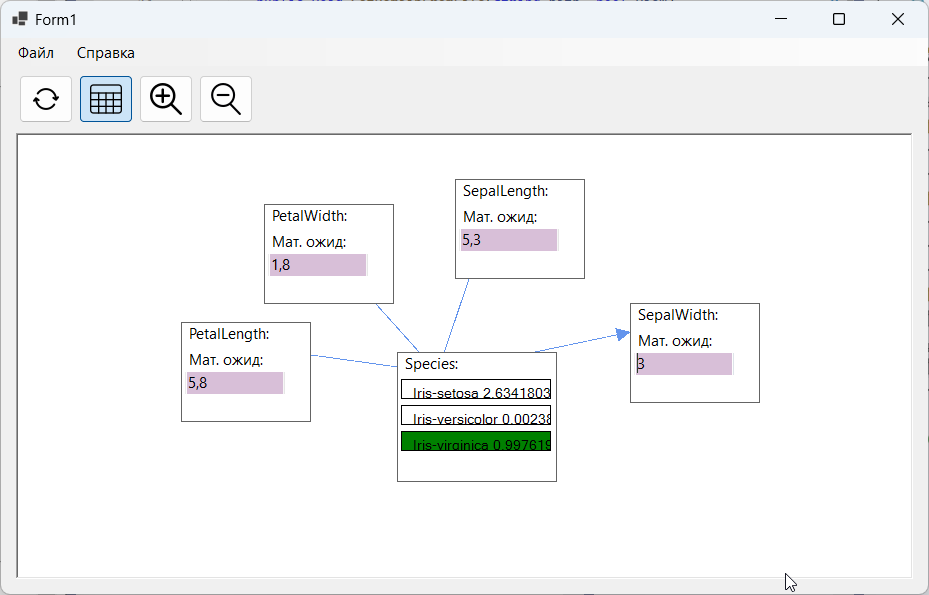 Form1
Файл Справка
SepalLength:
Мат. ожид:
5,3
PetalWidth:
Мат. ожид:
1,8
SepalWidth:
Мат. ожид:
3
PetalLength:
Мат. ожид:
5,8
Species:
Iris-setosa 2.6341803
Iris-versicolor 0.00238
Iris-virginica 0.997619